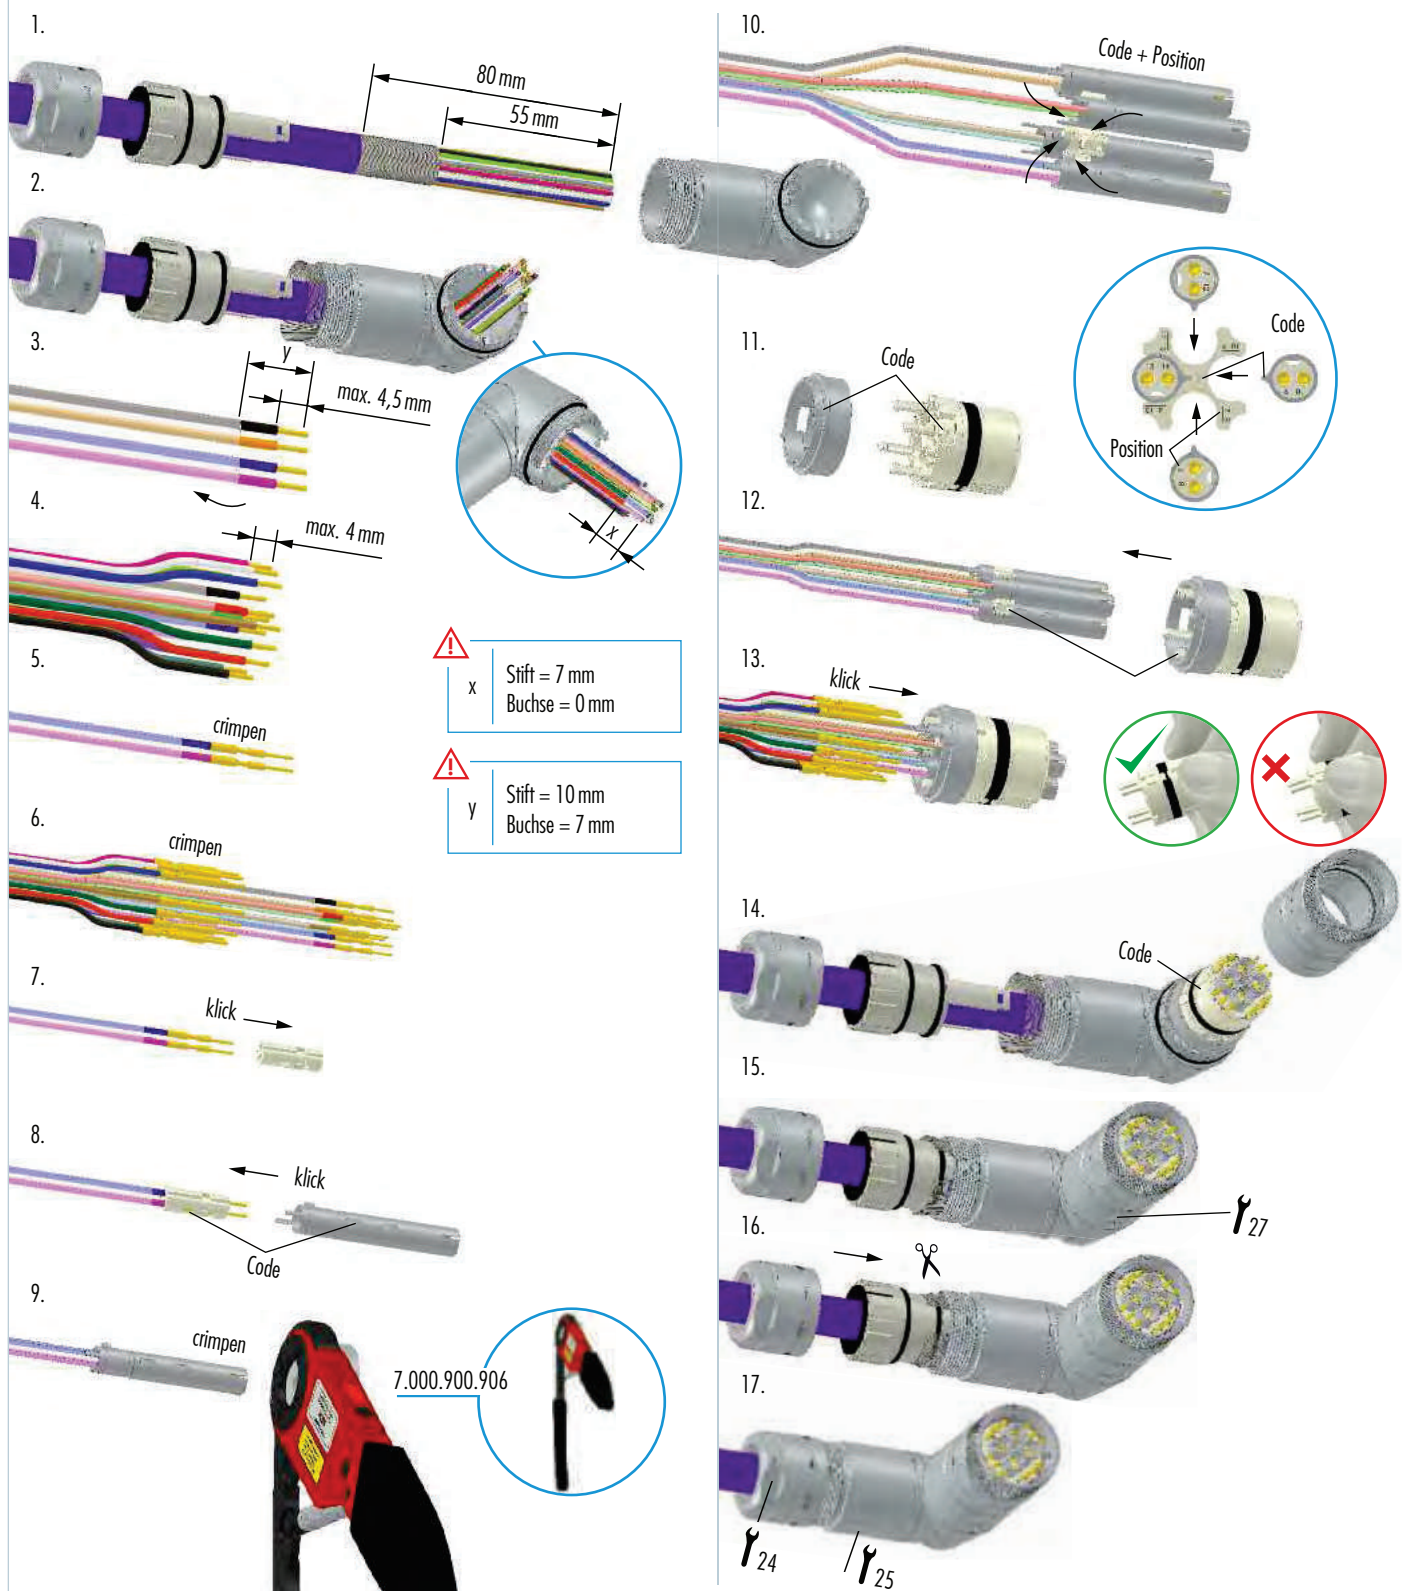 1.
80 mm
55 mm
2.
3.
y
max. 4,5 mm
x
4.
max. 4 mm
5.
crimpen
x
Stift = 7 mm
Buchse = 0 mm
y
Stift = 10 mm
Buchse = 7 mm
6.
crimpen
7.
klick
8.
klick
Code
9.
crimpen
7.000.900.906
10.
Code + Position
Code
Position
11.
Code
12.
13.
klick
14.
Code
15.
27
16.
17.
24
25